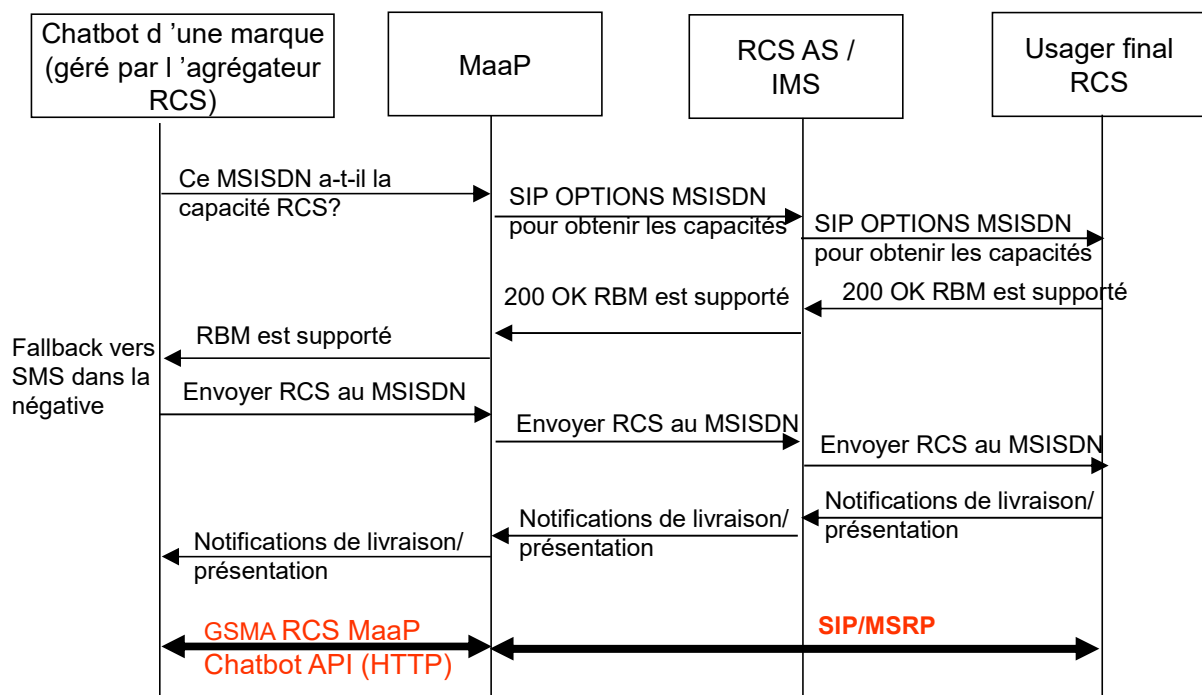 Chatbot d 'une marque
(géré par l 'agrégateur
RCS)
MaaP
RCS AS /
IMS
Usager final
RCS
Ce MSISDN a-t-il la
capacité RCS?
SIP OPTIONS MSISDN
pour obtenir les capacités
SIP OPTIONS MSISDN
pour obtenir les capacités
200 OK RBM est supporté
200 OK RBM est supporté
RBM est supporté
Fallback vers
SMS dans la
négative
Envoyer RCS au MSISDN
Envoyer RCS au MSISDN
Envoyer RCS au MSISDN
Notifications de livraison/
présentation
Notifications de livraison/
présentation
Notifications de livraison/
présentation
GSMA RCS MaaP
Chatbot API (HTTP)
SIP/MSRP